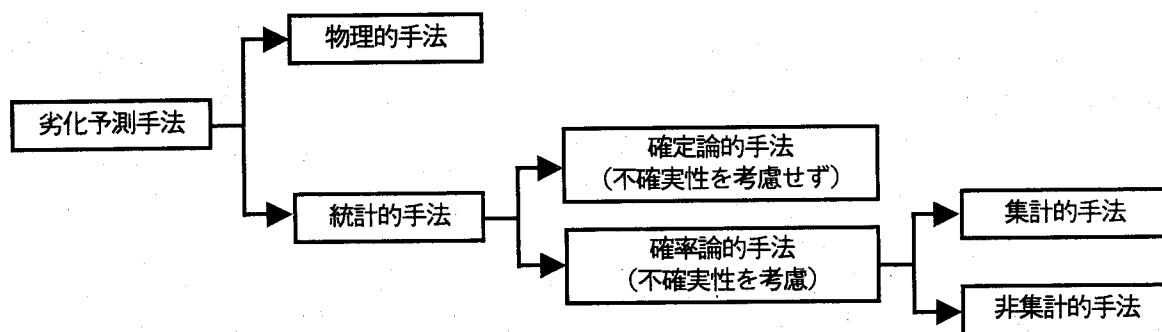 物理的手法
劣化予測手法
確定論的手法
(不確実性を考慮せず)
統計的手法
集計的手法
確率論的手法
(不確実性を考慮)
非集計的手法